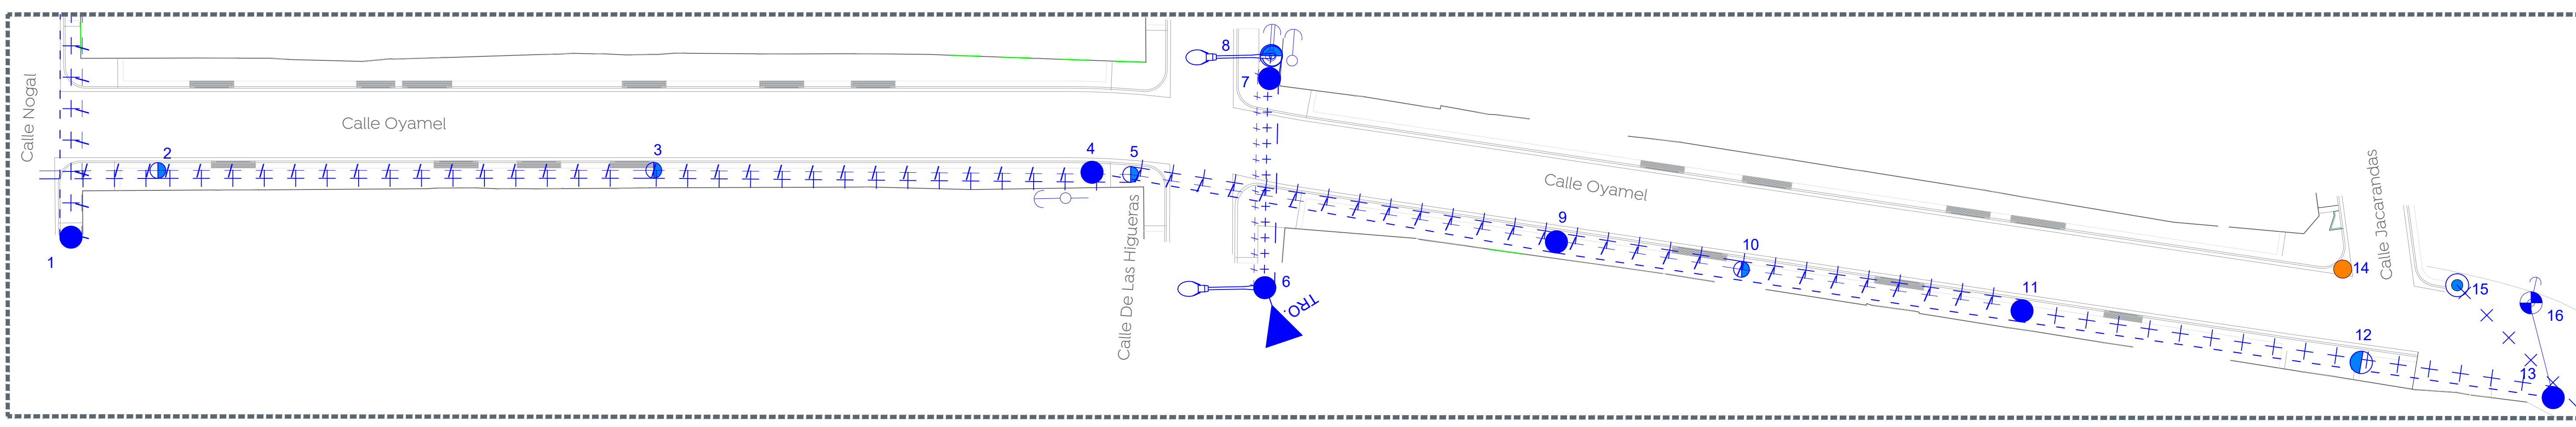 Calle Nogal
Calle Oyamel
1
2
3
4
5
Calle De Las Higueras
8
7
6
TRO.
Calle Oyamel
9
10
11
12
13
14
Calle Jacarandas
15
16